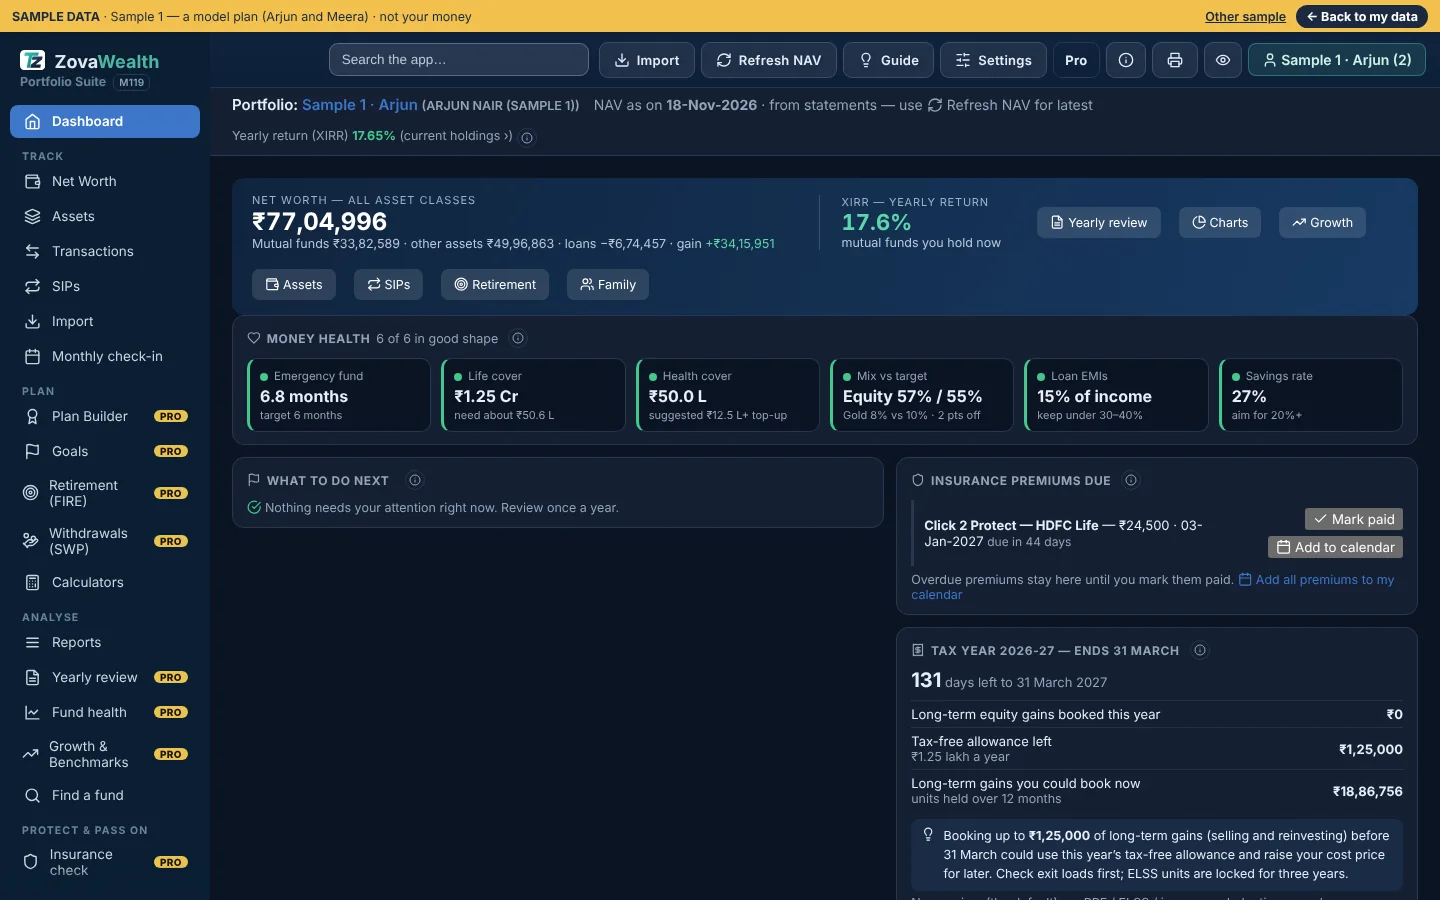 SAMPLE DATA · Sample 1 — a model plan (Arjun and Meera) · not your money
Other sample
← Back to my data
ZovaWealth
Portfolio Suite M119
Search the app…
Import
Refresh NAV
Guide
Settings
Pro
Sample 1 · Arjun (2)
Dashboard
TRACK
Net Worth
Assets
Transactions
SIPs
Import
Monthly check-in
PLAN
Plan Builder PRO
Goals PRO
Retirement
(FIRE) PRO
Withdrawals
(SWP) PRO
Calculators
ANALYSE
Reports
Yearly review PRO
Fund health PRO
Growth &
Benchmarks PRO
Find a fund
PROTECT & PASS ON
Insurance
check PRO
Portfolio: Sample 1 · Arjun (ARJUN NAIR (SAMPLE 1)) NAV as on 18-Nov-2026 · from statements — use Refresh NAV for latest
Yearly return (XIRR) 17.65% (current holdings ›)
NET WORTH — ALL ASSET CLASSES
₹77,04,996
Mutual funds ₹33,82,589 · other assets ₹49,96,863 · loans −₹6,74,457 · gain +₹34,15,951
XIRR — YEARLY RETURN
17.6%
mutual funds you hold now
Yearly review
Charts
Growth
Assets
SIPs
Retirement
Family
MONEY HEALTH 6 of 6 in good shape
Emergency fund
6.8 months
target 6 months
Life cover
₹1.25 Cr
need about ₹50.6 L
Health cover
₹50.0 L
suggested ₹12.5 L+ top-up
Mix vs target
Equity 57% / 55%
Gold 8% vs 10% · 2 pts off
Loan EMIs
15% of income
keep under 30–40%
Savings rate
27%
aim for 20%+
WHAT TO DO NEXT
Nothing needs your attention right now. Review once a year.
INSURANCE PREMIUMS DUE
Click 2 Protect — HDFC Life — ₹24,500 · 03-
Jan-2027 due in 44 days
Mark paid
Add to calendar
Overdue premiums stay here until you mark them paid. Add all premiums to my
calendar
TAX YEAR 2026-27 — ENDS 31 MARCH
131 days left to 31 March 2027
Long-term equity gains booked this year ₹0
Tax-free allowance left
₹1.25 lakh a year
₹1,25,000
Long-term gains you could book now
units held over 12 months
₹18,86,756
Booking up to ₹1,25,000 of long-term gains (selling and reinvesting) before
31 March could use this year's tax-free allowance and raise your cost price
for later. Check exit loads first; ELSS units are locked for three years.